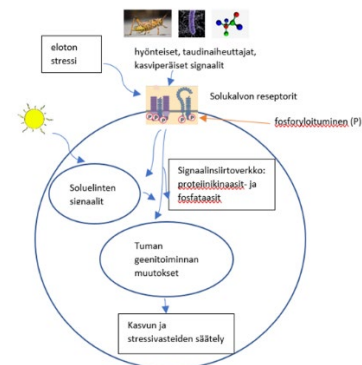 eloton
stressi
hyönteiset, taudinaiheuttajat,
kasviperäiset signaalit
Solukalvon reseptorit
fosforyloituminen (P)
Signaalinsiirtoverkko:
proteiinikinaasit- ja
fosfataasit
Soluelinten
signaalit
Tuman
geenitoiminnan
muutokset
Kasvun ja
stressivasteiden säätely